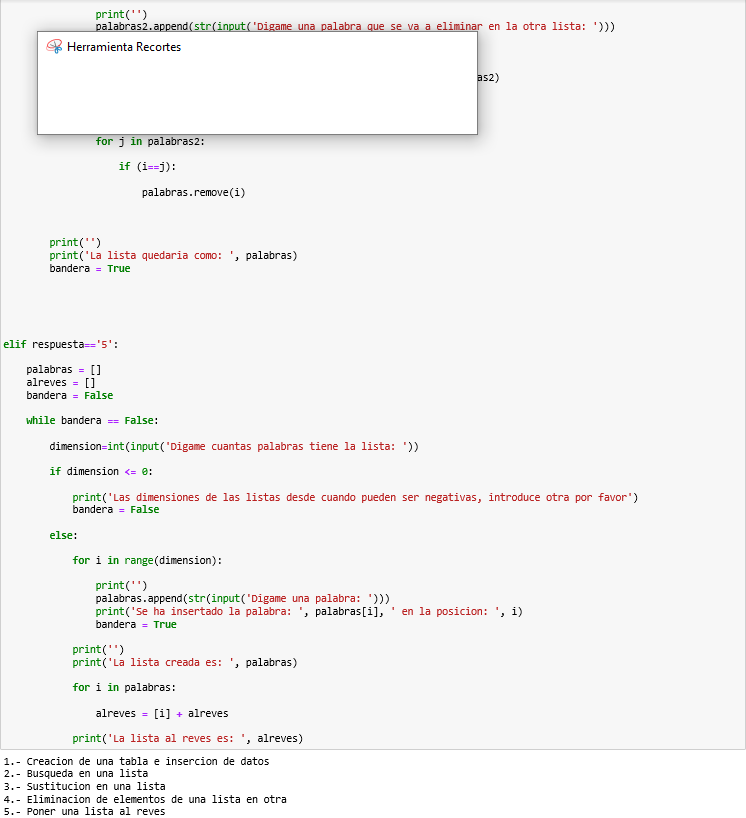 print('')
palabras2.append(str(input('Digame una palabra que se va a eliminar en la otra lista: ')))
Herramienta Recortes
as2)
for j in palabras2:
if (i==j):
palabras.remove(i)
print('')
print('La lista quedaria como: ', palabras)
bandera = True
elif respuesta=='5':
palabras = []
alreves = []
bandera = False
while bandera == False:
dimension=int(input('Digame cuantas palabras tiene la lista: '))
if dimension <= 0:
print('Las dimensiones de las listas desde cuando pueden ser negativas, introduce otra por favor')
bandera = False
else:
for i in range(dimension):
print('')
palabras.append(str(input('Digame una palabra: ')))
print('Se ha insertado la palabra: ', palabras[i], ' en la posicion: ', i)
bandera = True
print('')
print('La lista creada es: ', palabras)
for i in palabras:
alreves = [i] + alreves
print('La lista al reves es: ', alreves)
1.- Creacion de una tabla e insercion de datos
2.- Busqueda en una lista
3.- Sustitucion en una lista
4.- Eliminacion de elementos de una lista en otra
5.- Poner una lista al reves